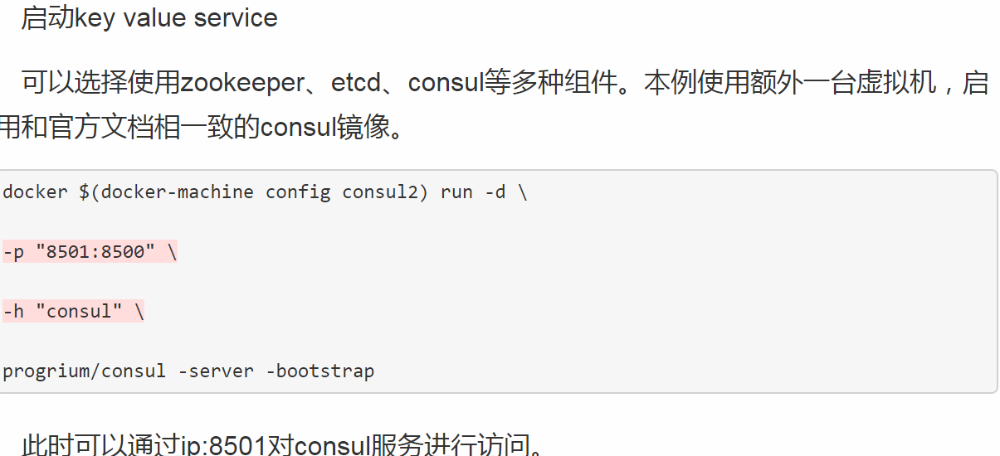 启动key value service
可以选择使用zookeeper、etcd、consul等多种组件。本例使用额外一台虚拟机，启
用和官方文档相一致的consul镜像。
docker $(docker-machine config consul2) run -d \
-p "8501:8500" \
-h "consul" \
progrium/consul -server -bootstrap
此时可以通过ip:8501对consul服务进行访问。